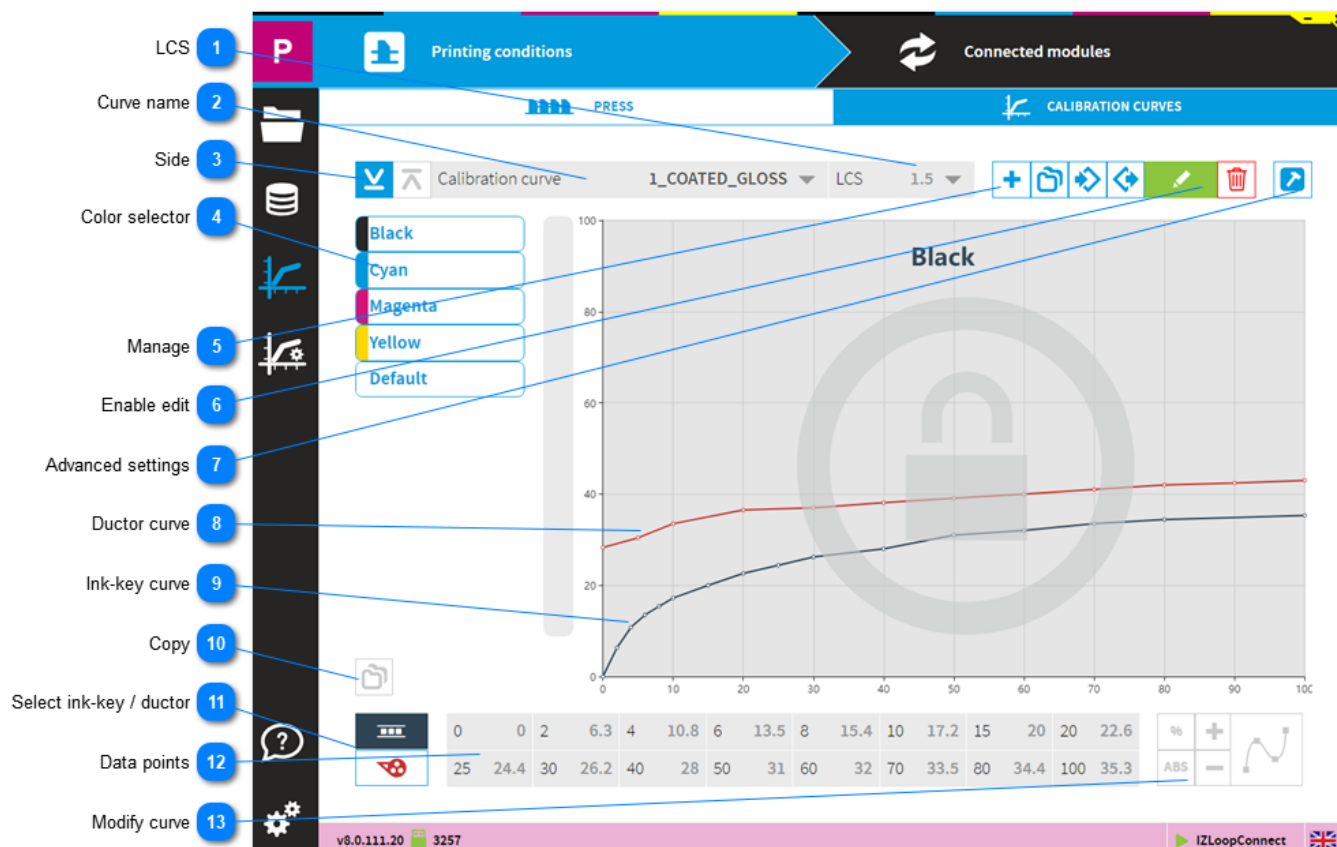 LCS 1
Curve name 2
Side 3
Color selector 4
Manage 5
Enable edit 6
Advanced settings 7
Ductor curve 8
Ink-key curve 9
Copy 10
Select ink-key / ductor 11
Data points 12
Modify curve 13
P
Printing conditions
Connected modules
PRESS
CALIBRATION CURVES
Calibration curve 1_COATED_GLOSS LCS 1.5
Black
Cyan
Magenta
Yellow
Default
Black
100
80
60
40
20
0
0 10 20 30 40 50 60 70 80 90 100
0 0 2 6.3 4 10.8 6 13.5 8 15.4 10 17.2 15 20 20 22.6
25 24.4 30 26.2 40 28 50 31 60 32 70 33.5 80 34.4 100 35.3
%
ABS
?
v8.0.111.20 3257
IZLoopConnect